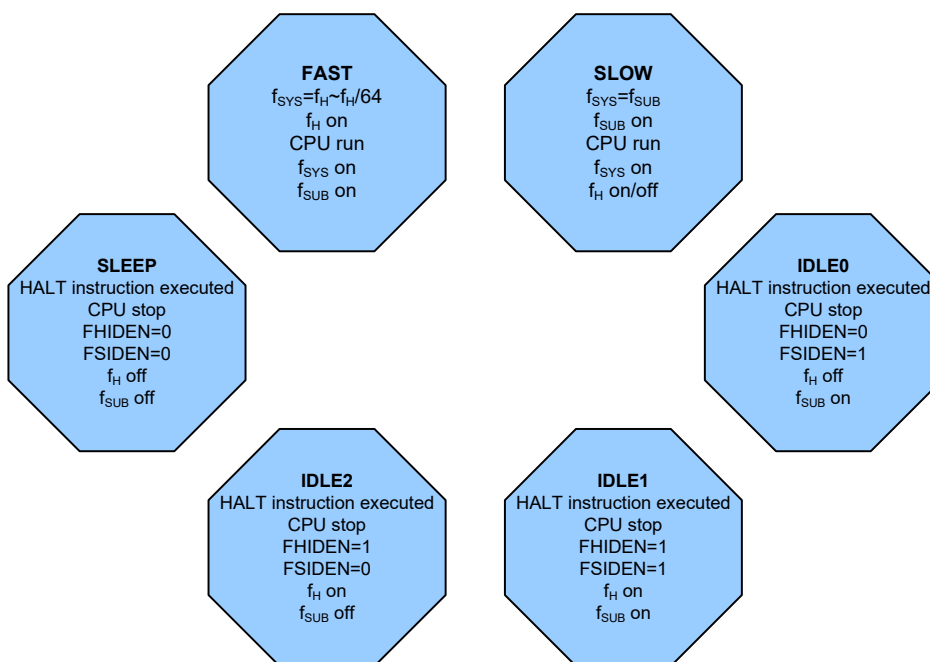 FAST
fSYS=fH~fH/64
fH on
CPU run
fSYS on
fSUB on
SLOW
fSYS=fSUB
fSUB on
CPU run
fSYS on
fH on/off
SLEEP
HALT instruction executed
CPU stop
FHIDEN=0
FSIDEN=0
fH off
fSUB off
IDLE0
HALT instruction executed
CPU stop
FHIDEN=0
FSIDEN=1
fH off
fSUB on
IDLE2
HALT instruction executed
CPU stop
FHIDEN=1
FSIDEN=0
fH on
fSUB off
IDLE1
HALT instruction executed
CPU stop
FHIDEN=1
FSIDEN=1
fH on
fSUB on